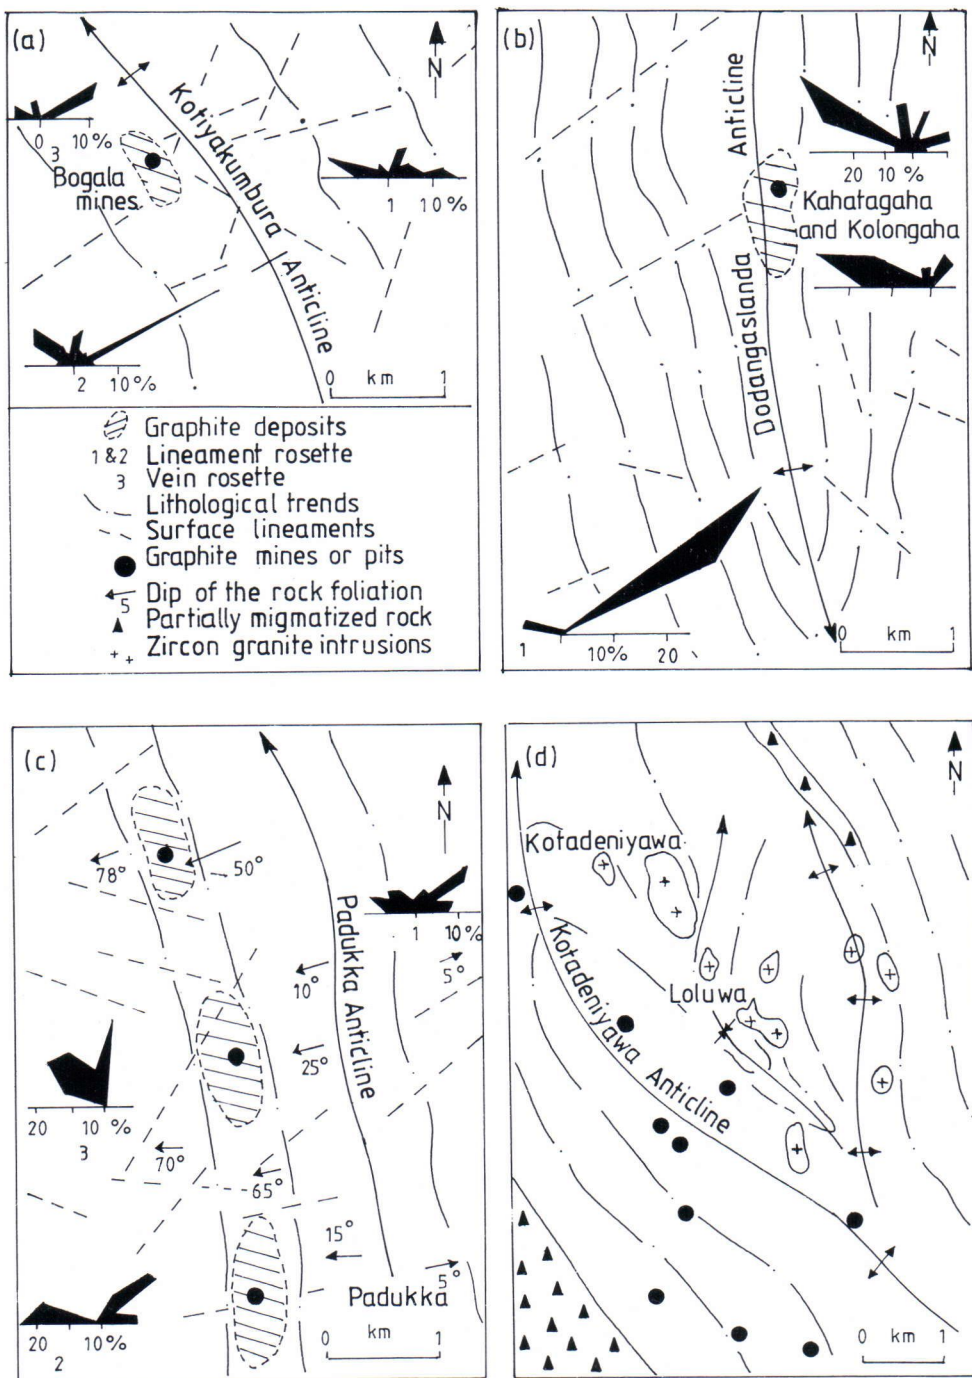 (a)
N
Kotiyakumbura Anticline
0 10%
3
Bogala
mines
1 10%
2 10%
0 km 1
Graphite deposits
1 & 2 Lineament rosette
3 Vein rosette
Lithological trends
Surface lineaments
Graphite mines or pits
5 Dip of the rock foliation
Partially migmatized rock
Zircon granite intrusions
(b)
N
Dodangaslanda Anticline
20 10 %
Kahatagaha
and Kolongaha
1 10% 20
0 km 1
(c)
N
78°
50°
Padukka Anticline
1 10%
5°
10°
25°
20 10 %
3
70°
65°
15°
5°
Padukka
20 10%
2
0 km 1
(d)
N
Kotadeniyawa
Kotadeniyawa Anticline
Loluwa
0 km 1